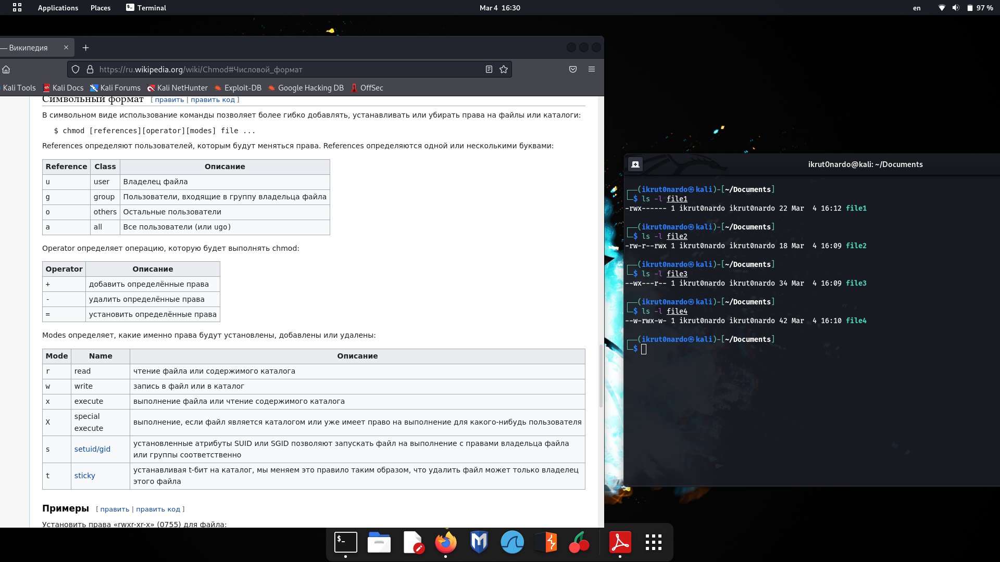 Applications Places Terminal Mar 4 16:30 en 97 %
— Википедия
https://ru.wikipedia.org/wiki/Chmod#Числовой_формат
Kali Tools Kali Docs Kali Forums Kali NetHunter Exploit-DB Google Hacking DB OffSec
Символьный формат [ править | править код ]
В символьном виде использование команды позволяет более гибко добавлять, устанавливать или убирать права на файлы или каталоги:
$ chmod [references][operator][modes] file ...
References определяют пользователей, которым будут меняться права. References определяются одной или несколькими буквами:
Reference Class Описание
u user Владелец файла
g group Пользователи, входящие в группу владельца файла
o others Остальные пользователи
a all Все пользователи (или ugo)
Operator определяет операцию, которую будет выполнять chmod:
Operator Описание
+ добавить определённые права
- удалить определённые права
= установить определённые права
Modes определяет, какие именно права будут установлены, добавлены или удалены:
Mode Name Описание
r read чтение файла или содержимого каталога
w write запись в файл или в каталог
x execute выполнение файла или чтение содержимого каталога
X special execute выполнение, если файл является каталогом или уже имеет право на выполнение для какого-нибудь пользователя
s setuid/gid установленные атрибуты SUID или SGID позволяют запускать файл на выполнение с правами владельца файла
или группы соответственно
t sticky устанавливая t-бит на каталог, мы меняем это правило таким образом, что удалить файл может только владелец
этого файла
Примеры [ править | править код ]
Установить права «rwxr-xr-x» (0755) для файла:
ikrut0nardo@kali: ~/Documents
┌──(ikrut0nardo㉿kali)-[~/Documents]
└─$ ls -l file1
-rwx------ 1 ikrut0nardo ikrut0nardo 22 Mar  4 16:12 file1
┌──(ikrut0nardo㉿kali)-[~/Documents]
└─$ ls -l file2
-rw-r--rwx 1 ikrut0nardo ikrut0nardo 18 Mar  4 16:09 file2
┌──(ikrut0nardo㉿kali)-[~/Documents]
└─$ ls -l file3
--wx---r-- 1 ikrut0nardo ikrut0nardo 34 Mar  4 16:09 file3
┌──(ikrut0nardo㉿kali)-[~/Documents]
└─$ ls -l file4
--w-rwx-w- 1 ikrut0nardo ikrut0nardo 42 Mar  4 16:10 file4
┌──(ikrut0nardo㉿kali)-[~/Documents]
└─$